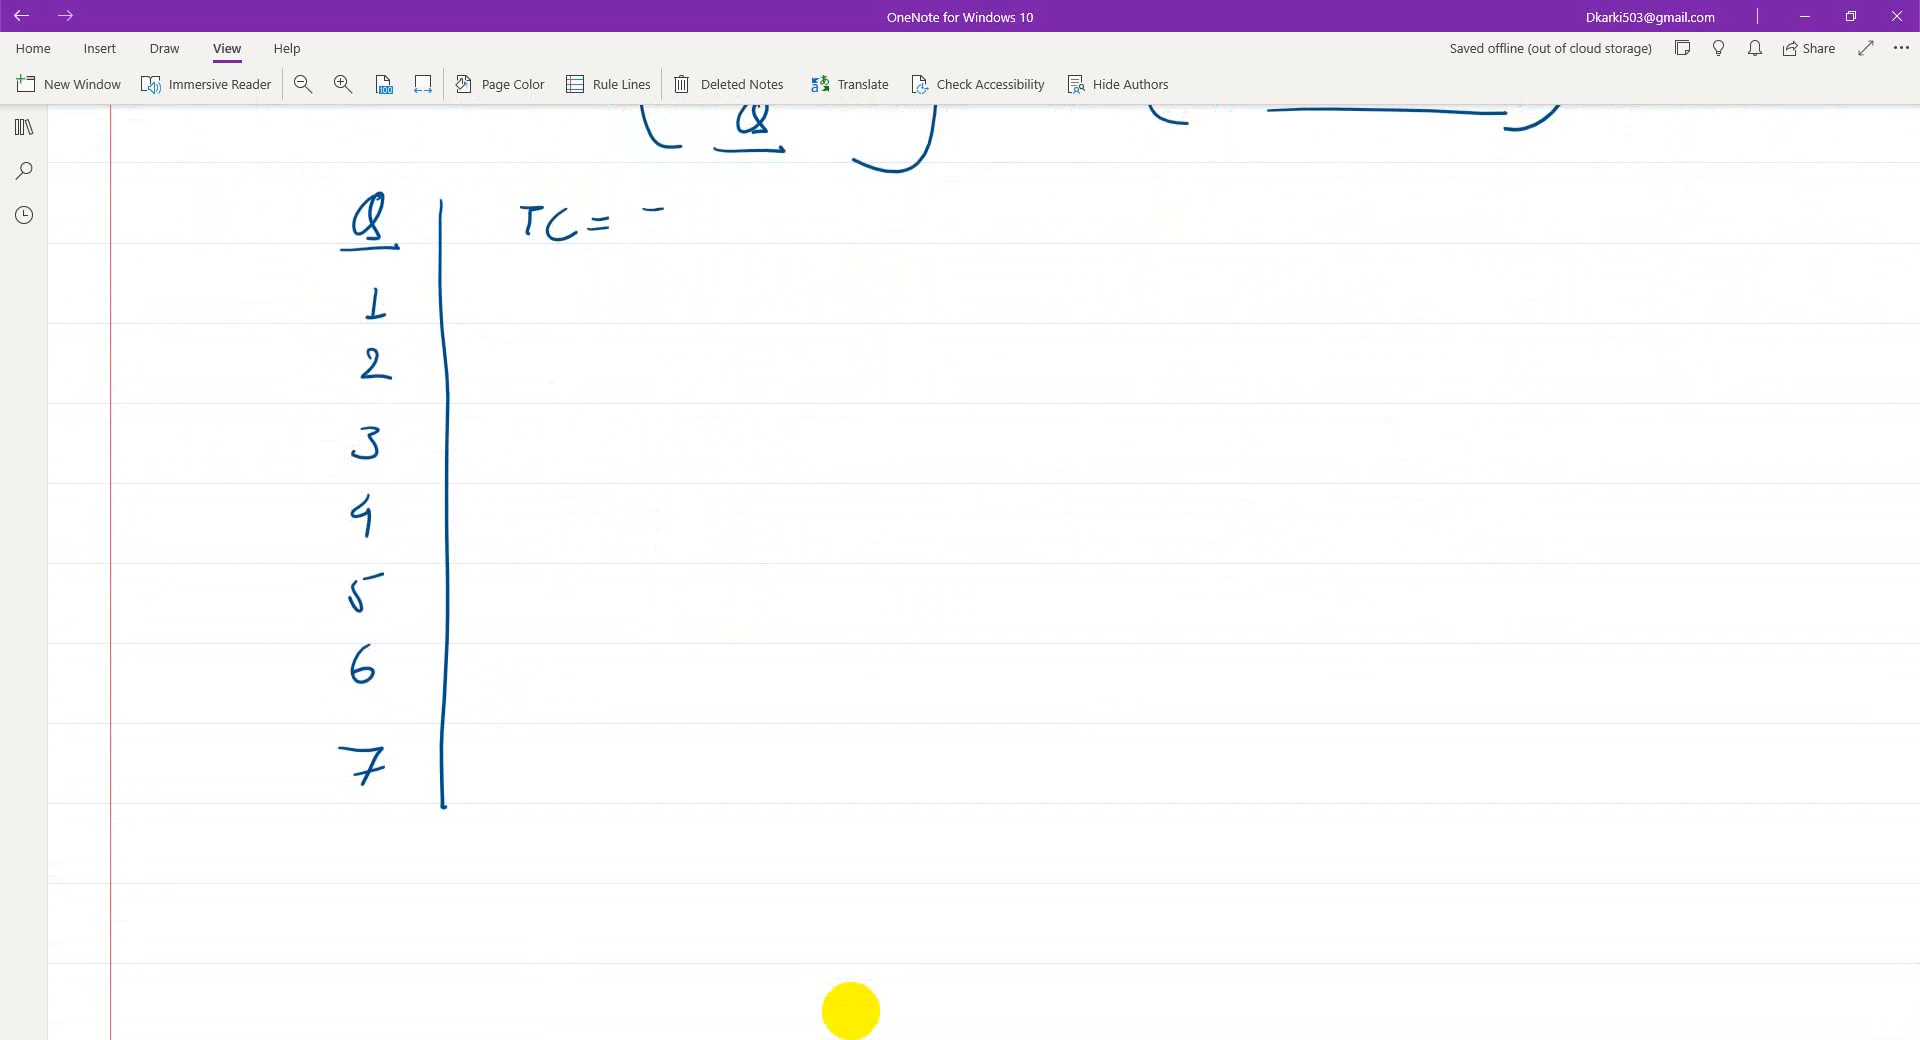 OneNote for Windows 10 Dkarki503@gmail.com
Home Insert Draw View Help Saved offline (out of cloud storage) Share
New Window Immersive Reader 100 Page Color Rule Lines Deleted Notes Translate Check Accessibility Hide Authors
Q
Q TC =
1
2
3
4
5
6
7